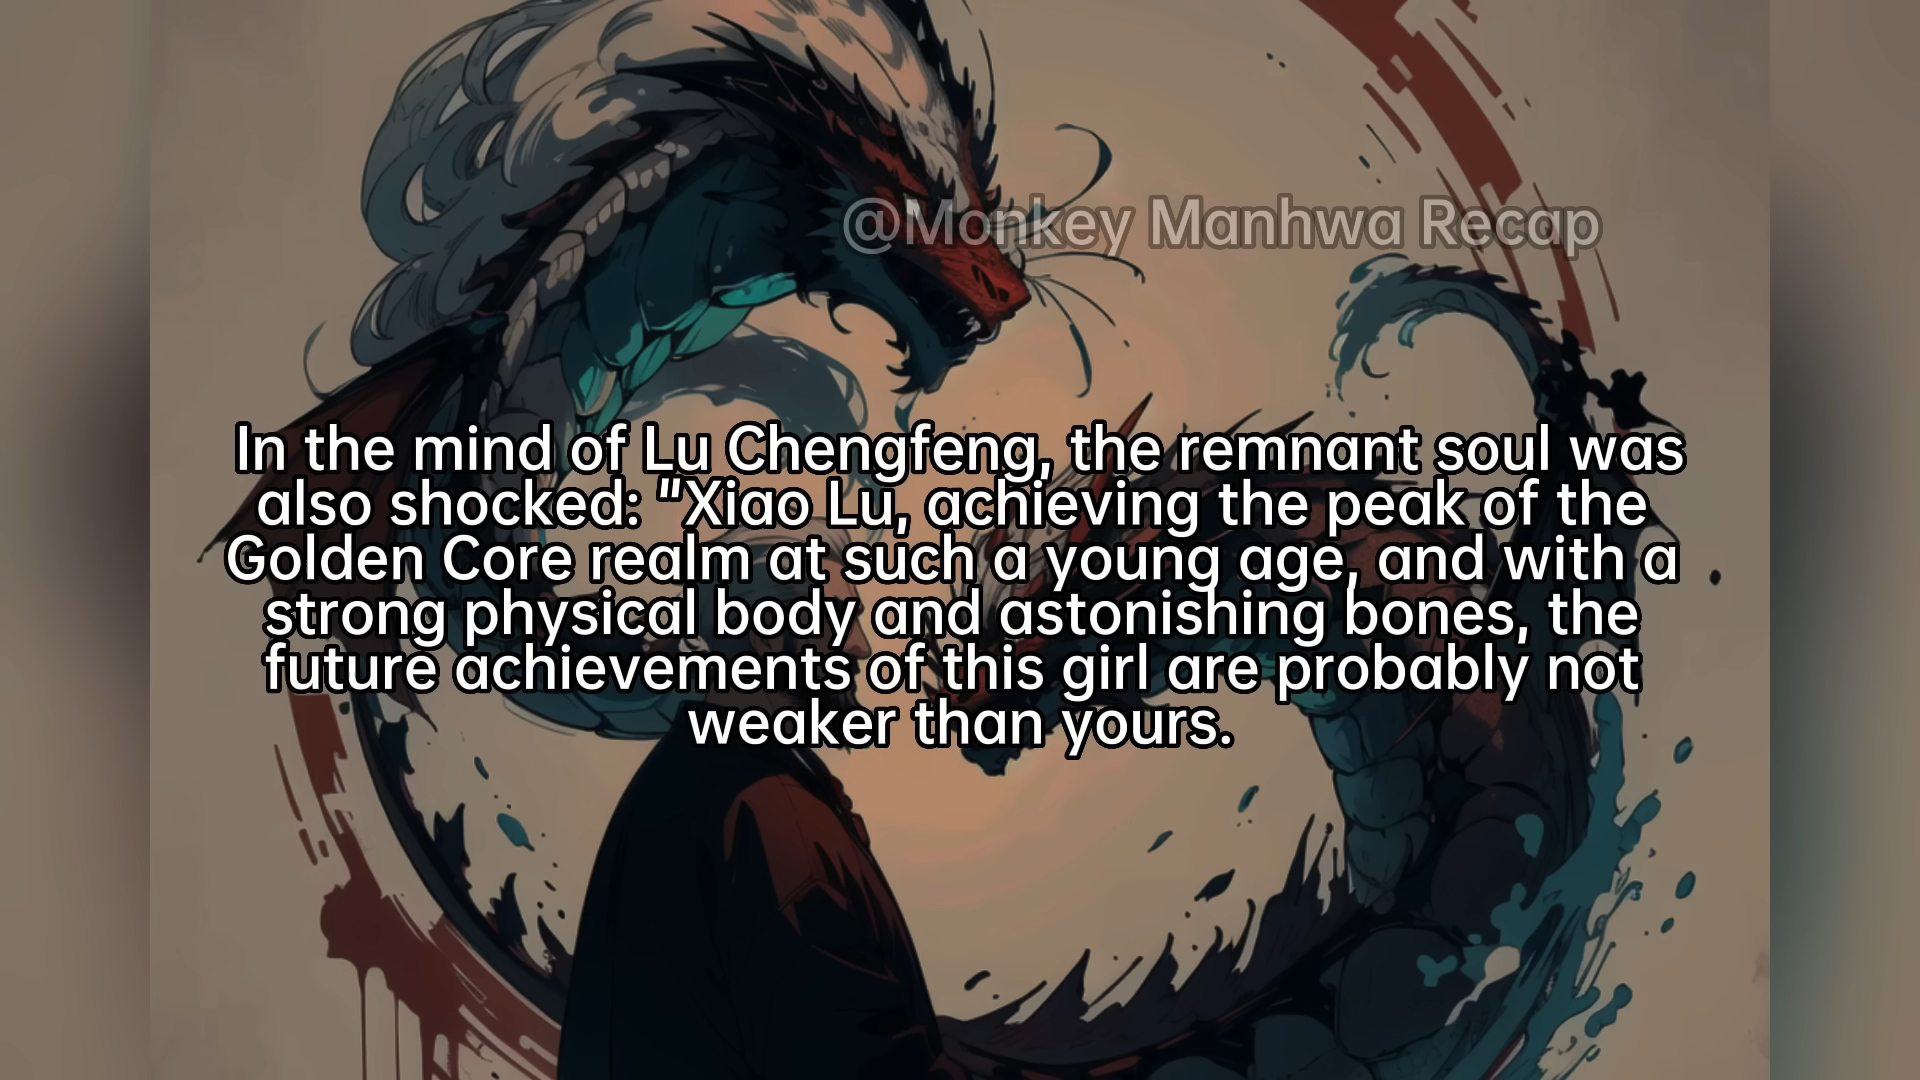 @Monkey Manhwa Recap
In the mind of Lu Chengfeng, the remnant soul was
also shocked: "Xiao Lu, achieving the peak of the
Golden Core realm at such a young age, and with a
strong physical body and astonishing bones, the
future achievements of this girl are probably not
weaker than yours.